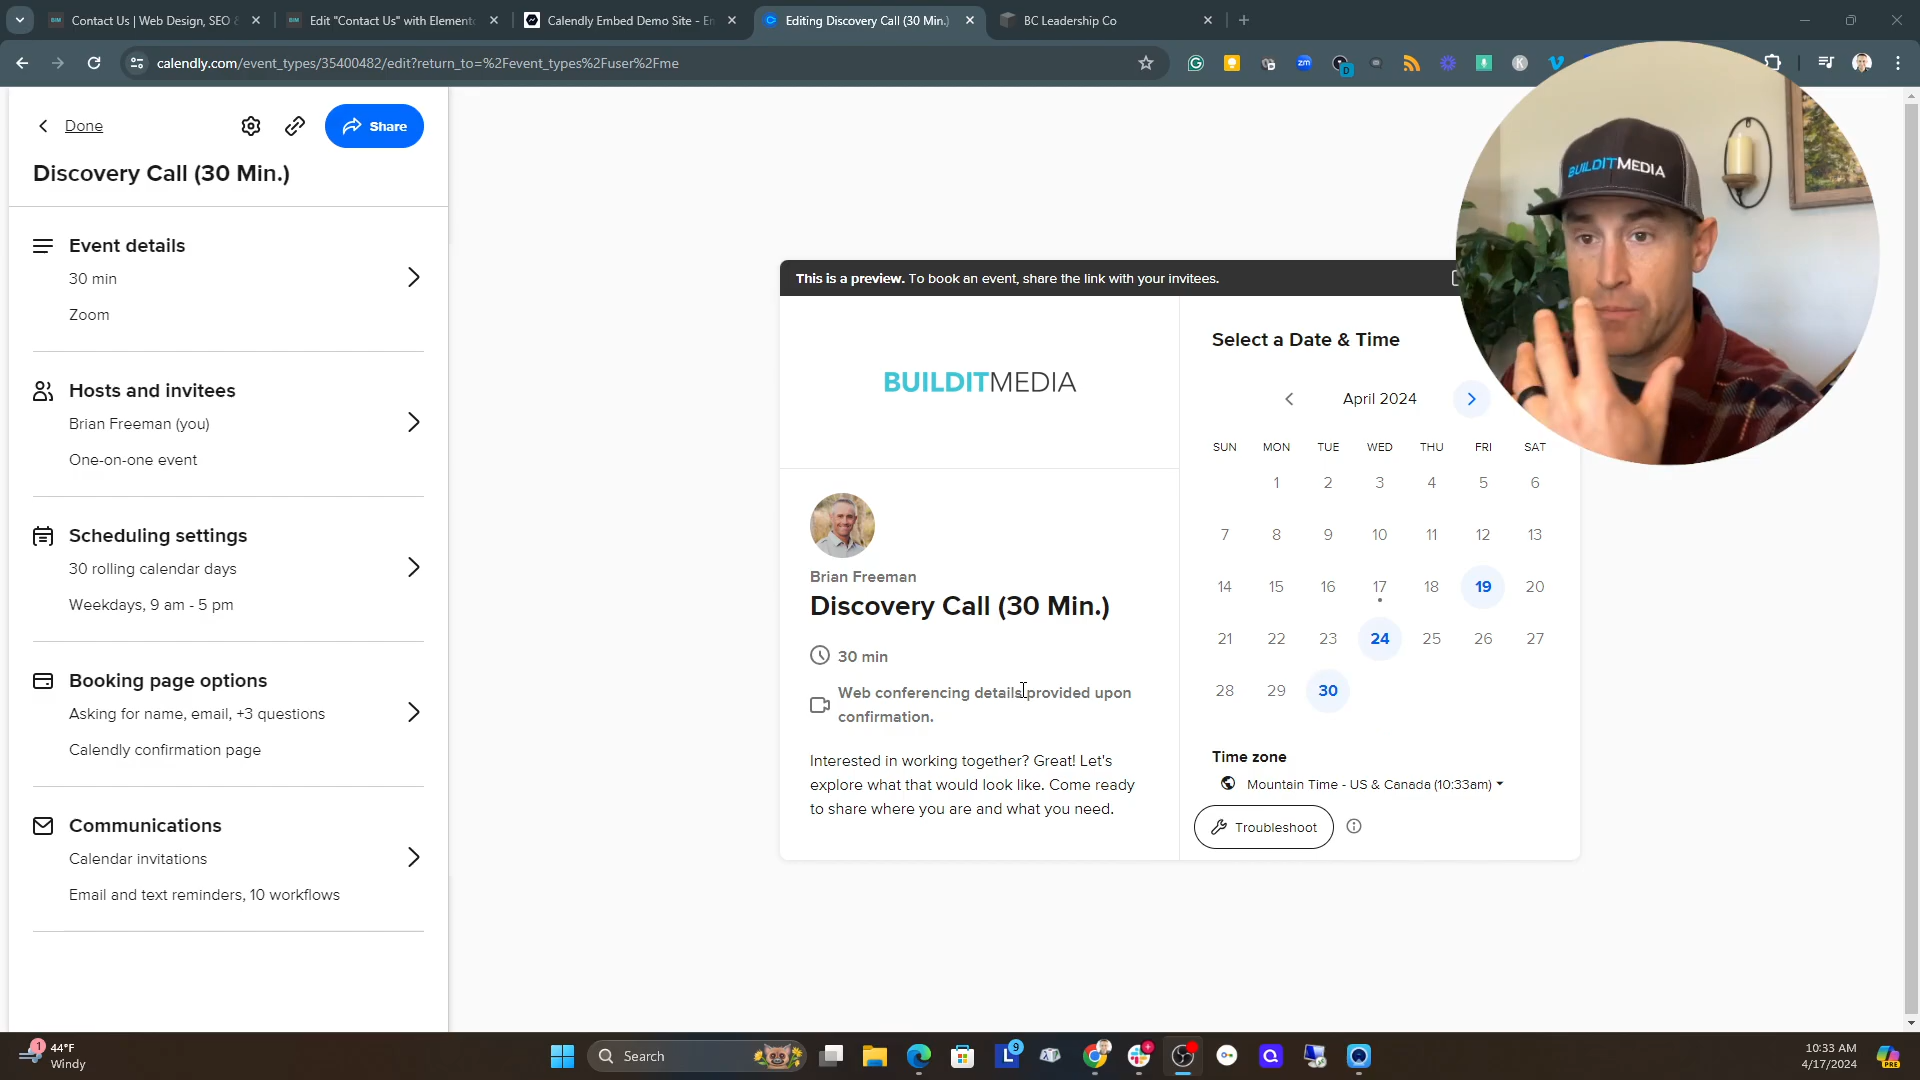 Contact Us | Web Design, SEO &
Edit "Contact Us" with Element
Calendly Embed Demo Site - En
Editing Discovery Call (30 Min.)
BC Leadership Co
calendly.com/event_types/35400482/edit?return_to=%2Fevent_types%2Fuser%2Fme
zm
D
K
Done
Share
Discovery Call (30 Min.)
Event details
30 min
Zoom
Hosts and invitees
Brian Freeman (you)
One-on-one event
Scheduling settings
30 rolling calendar days
Weekdays, 9 am - 5 pm
Booking page options
Asking for name, email, +3 questions
Calendly confirmation page
Communications
Calendar invitations
Email and text reminders, 10 workflows
This is a preview. To book an event, share the link with your invitees.
BUILDITMEDIA
Brian Freeman
Discovery Call (30 Min.)
30 min
Web conferencing details provided upon
confirmation.
Interested in working together? Great! Let's
explore what that would look like. Come ready
to share where you are and what you need.
Select a Date & Time
April 2024
SUN MON TUE WED THU FRI SAT
1 2 3 4 5 6
7 8 9 10 11 12 13
14 15 16 17 18 19 20
21 22 23 24 25 26 27
28 29 30
Time zone
Mountain Time - US & Canada (10:33am)
Troubleshoot
BUILDITMEDIA
1
44°F
Windy
Search
L
9
10:33 AM
4/17/2024
PRE